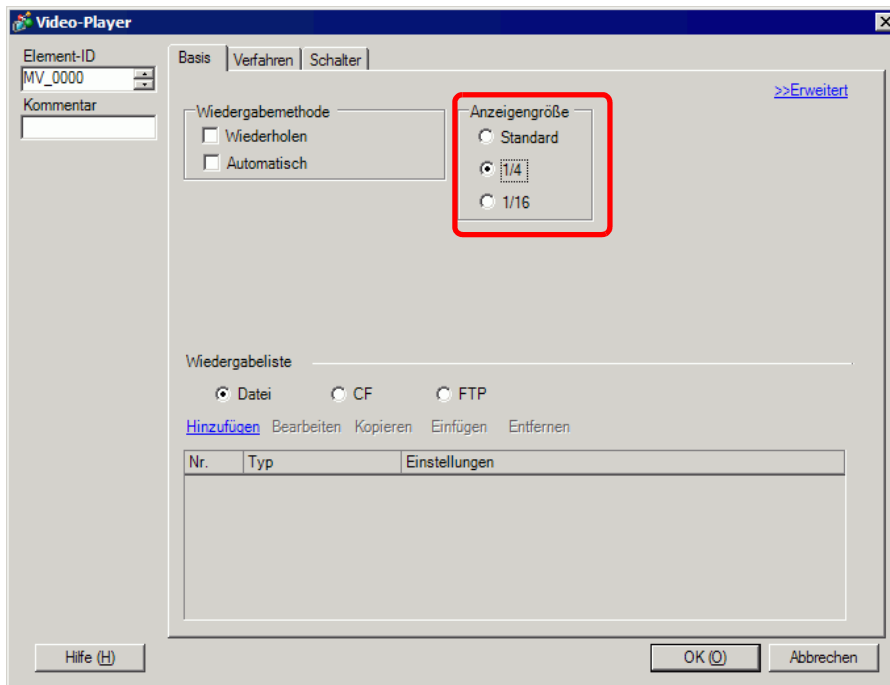 Video-Player
Element-ID
MV_0000
Kommentar
Basis
Verfahren
Schalter
>>Erweitert
Wiedergabemethode
Wiederholen
Automatisch
Anzeigengröße
Standard
1/4
1/16
Wiedergabeliste
Datei
CF
FTP
Hinzufügen Bearbeiten Kopieren Einfügen Entfernen
Nr. Typ Einstellungen
Hilfe (H)
OK (O)
Abbrechen